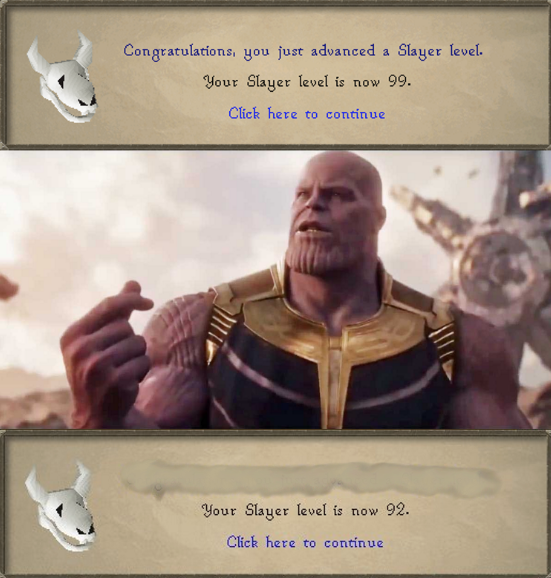 Congratulations, you just advanced a Slayer level.
Your Slayer level is now 99.
Click here to continue
Your Slayer level is now 92.
Click here to continue